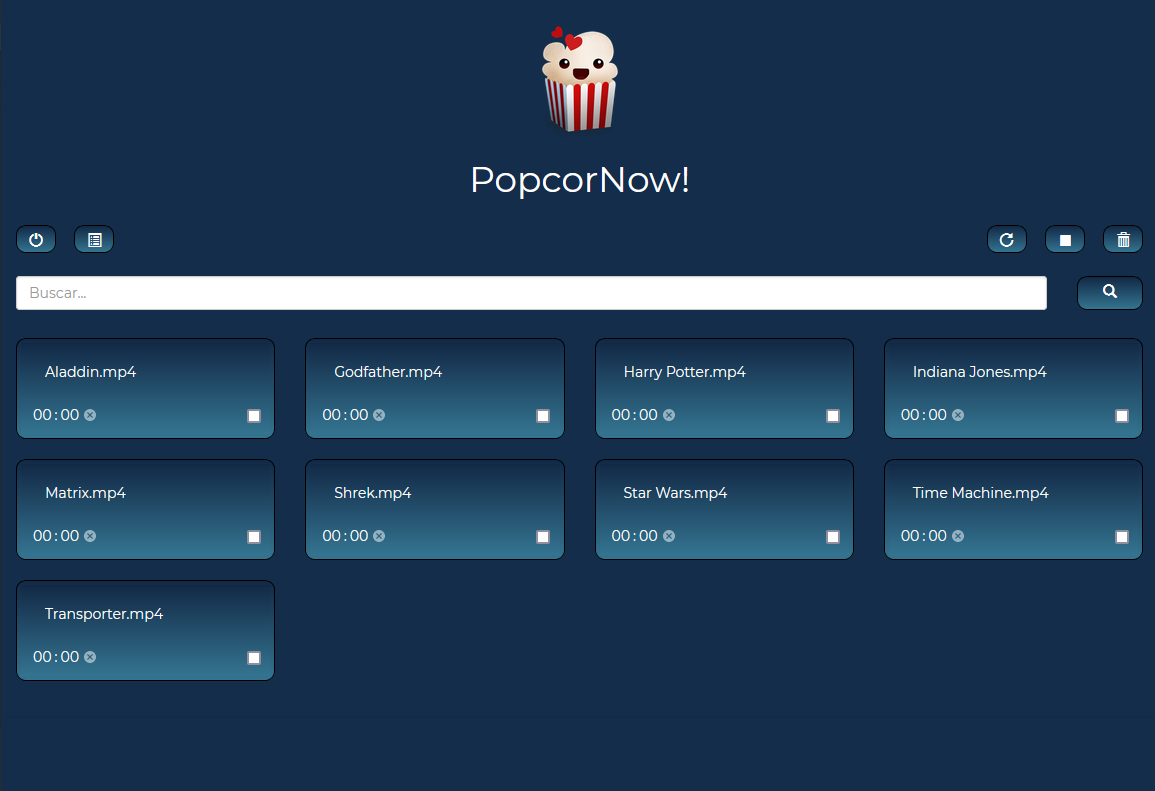 PopcorNow!
Buscar...
Aladdin.mp4
00:00
Godfather.mp4
00:00
Harry Potter.mp4
00:00
Indiana Jones.mp4
00:00
Matrix.mp4
00:00
Shrek.mp4
00:00
Star Wars.mp4
00:00
Time Machine.mp4
00:00
Transporter.mp4
00:00